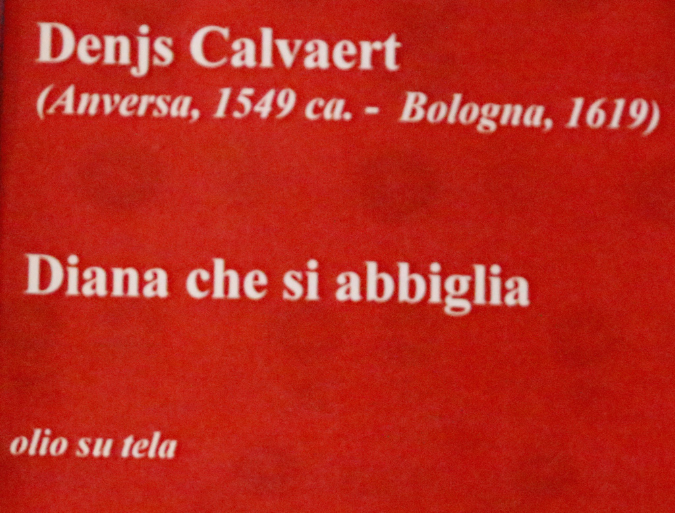 Denjs Calvaert
(Anversa, 1549 ca. - Bologna, 1619)
Diana che si abbiglia
olio su tela